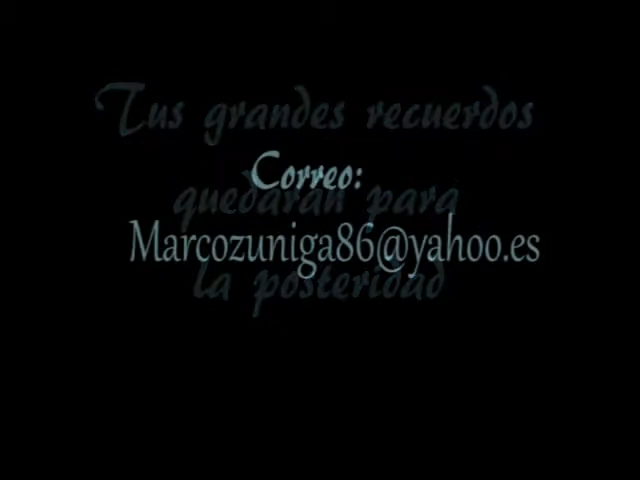 Tus grandes recuerdos
Correo:
quedarán para
Marcozuniga86@yahoo.es
la posteridad